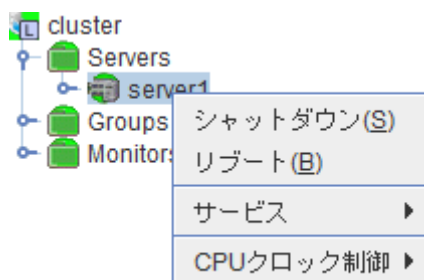 cluster
Servers
server1
Groups
Monitors
シャットダウン(S)
リブート(B)
サービス
CPUクロック制御